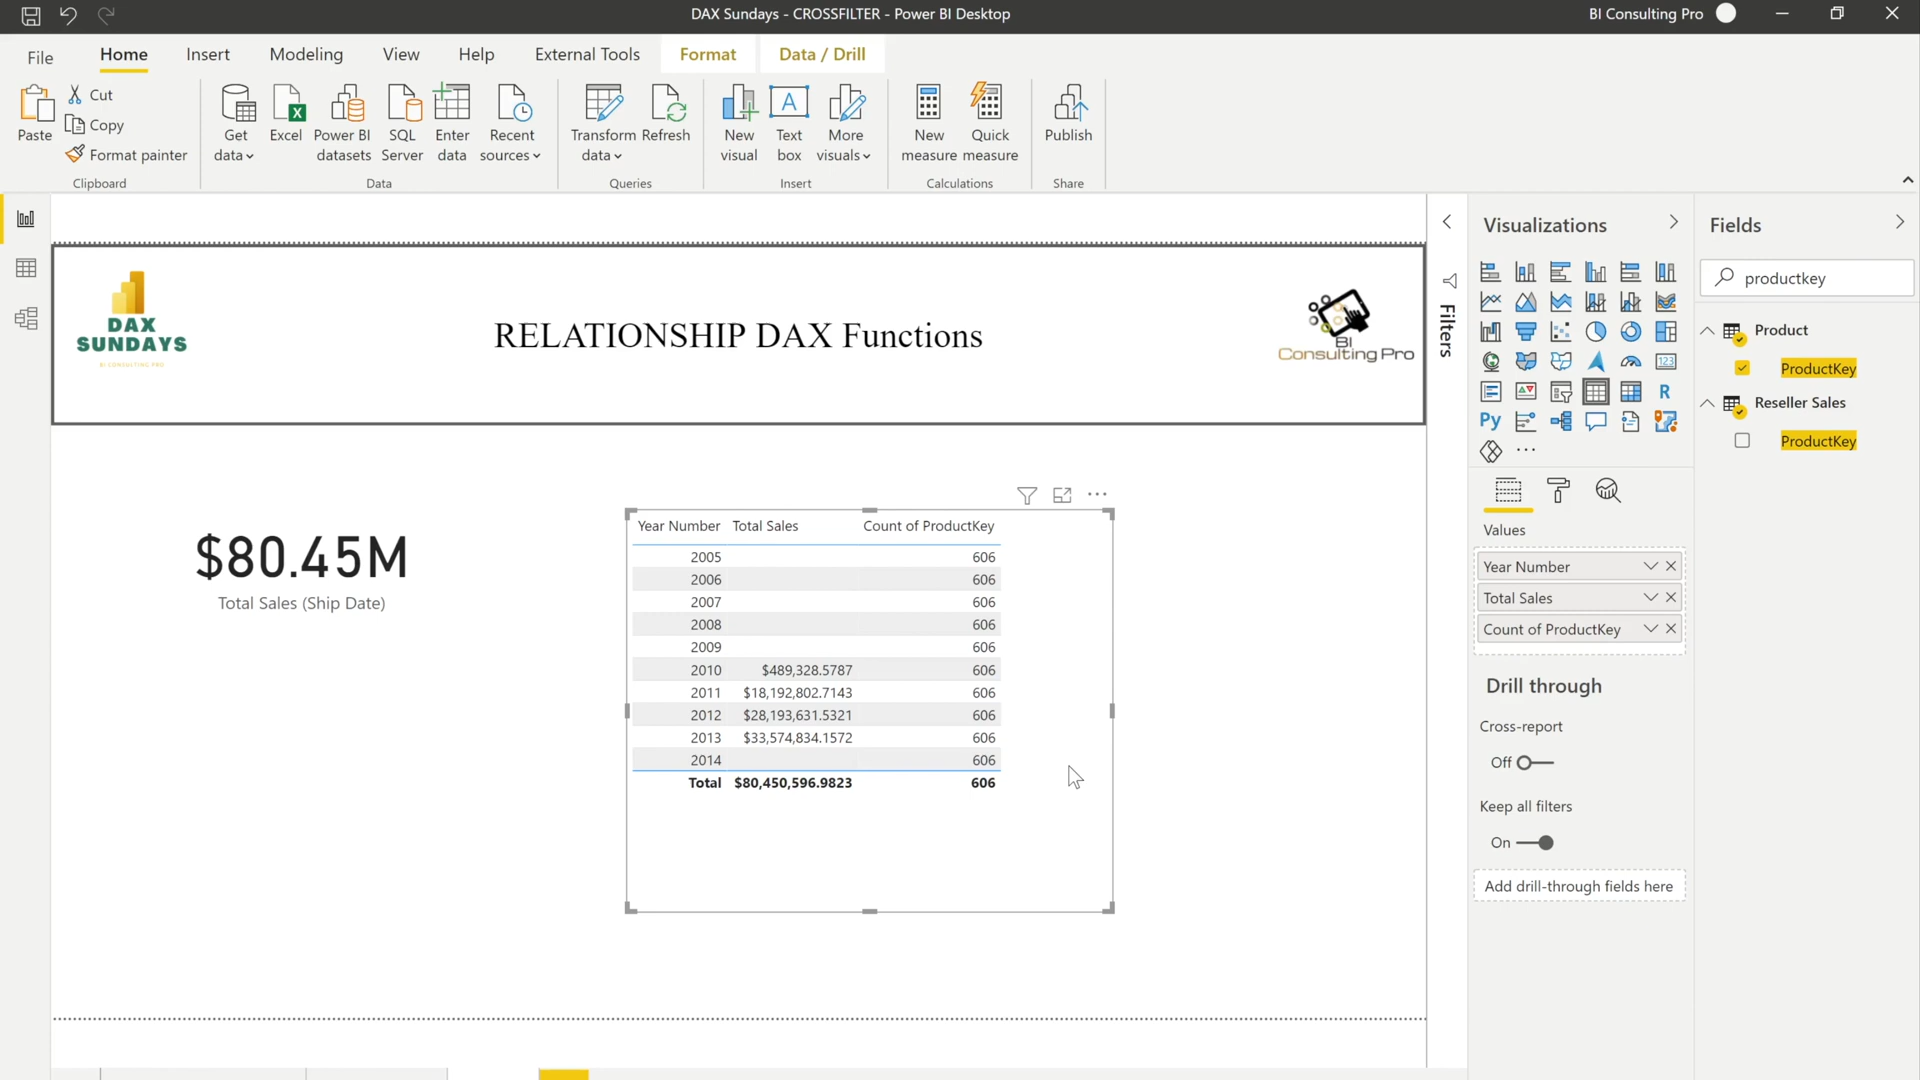 DAX Sundays - CROSSFILTER - Power BI Desktop
BI Consulting Pro
File
Home
Insert
Modeling
View
Help
External Tools
Format
Data / Drill
Paste
Cut
Copy
Format painter
Clipboard
Get data
Excel
Power BI datasets
SQL Server
Enter data
Recent sources
Data
Transform data
Refresh
Queries
New visual
Text box
More visuals
Insert
New measure
Quick measure
Calculations
Publish
Share
DAX
SUNDAYS
BI CONSULTING PRO
RELATIONSHIP DAX Functions
BI
Consulting Pro
$80.45M
Total Sales (Ship Date)
Year Number Total Sales Count of ProductKey
2005 606
2006 606
2007 606
2008 606
2009 606
2010 $489,328.5787 606
2011 $18,192,802.7143 606
2012 $28,193,631.5321 606
2013 $33,574,834.1572 606
2014 606
Total $80,450,596.9823 606
Filters
Visualizations
123
R
Py
Values
Year Number
Total Sales
Count of ProductKey
Drill through
Cross-report
Off
Keep all filters
On
Add drill-through fields here
Fields
productkey
Product
ProductKey
Reseller Sales
ProductKey